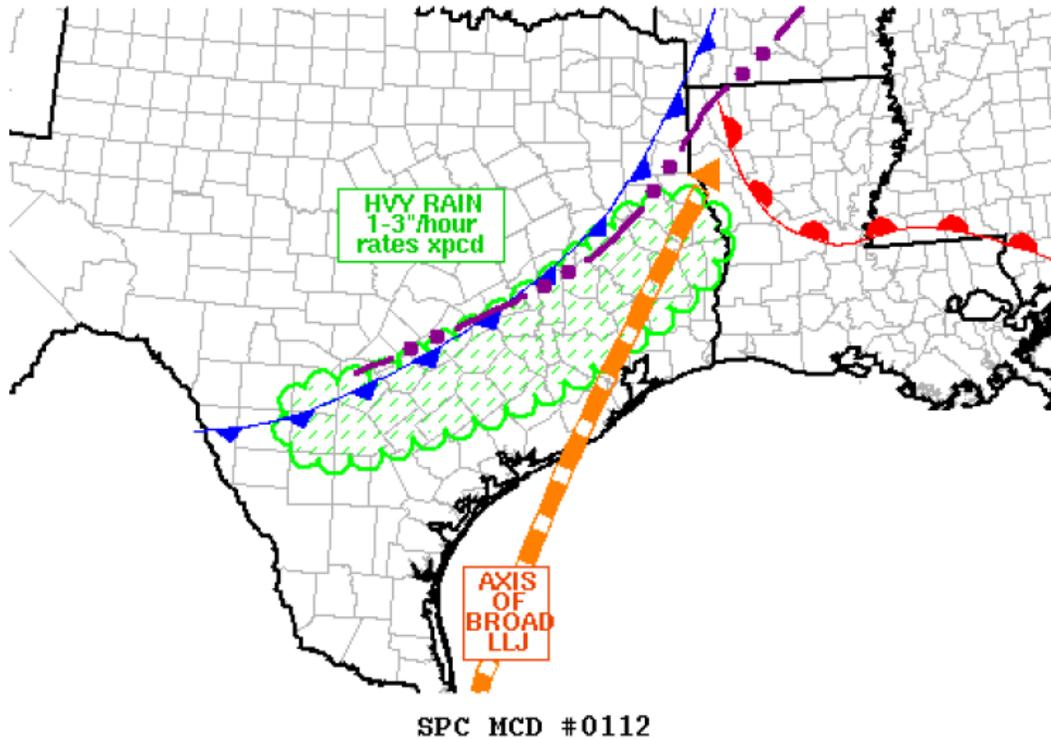 HVY RAIN
1-3"/hour
rates xpcd
AXIS
OF
BROAD
LLJ
SPC MCD #0112